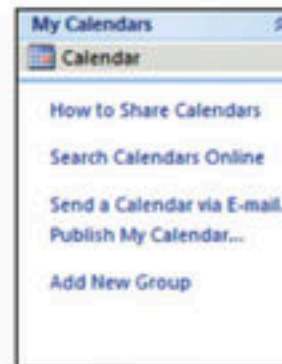 My Calendars
Calendar
How to Share Calendars
Search Calendars Online
Send a Calendar via E-mail.
Publish My Calendar...
Add New Group